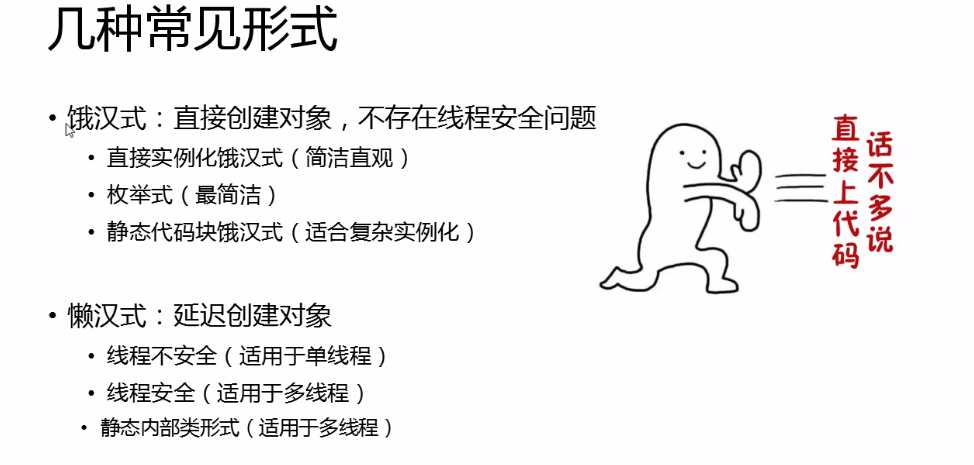 几种常见形式
• 饿汉式：直接创建对象，不存在线程安全问题
• 直接实例化饿汉式（简洁直观）
• 枚举式（最简洁）
• 静态代码块饿汉式（适合复杂实例化）
• 懒汉式：延迟创建对象
• 线程不安全（适用于单线程）
• 线程安全（适用于多线程）
• 静态内部类形式（适用于多线程）
话不多说
直接上代码